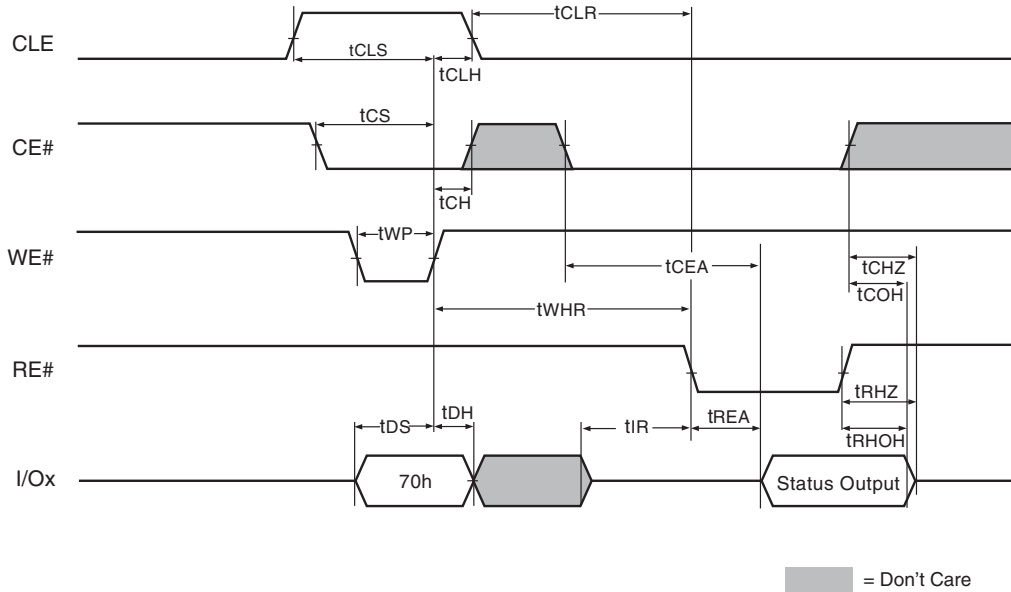 tCLR
CLE
tCLS
tCLH
tCS
CE#
tCH
tWP
WE#
tCEA
tCHZ
tCOH
tWHR
RE#
tRHZ
tDH
tDS
tIR
tREA
tRHOH
I/Ox
70h
Status Output
= Don't Care